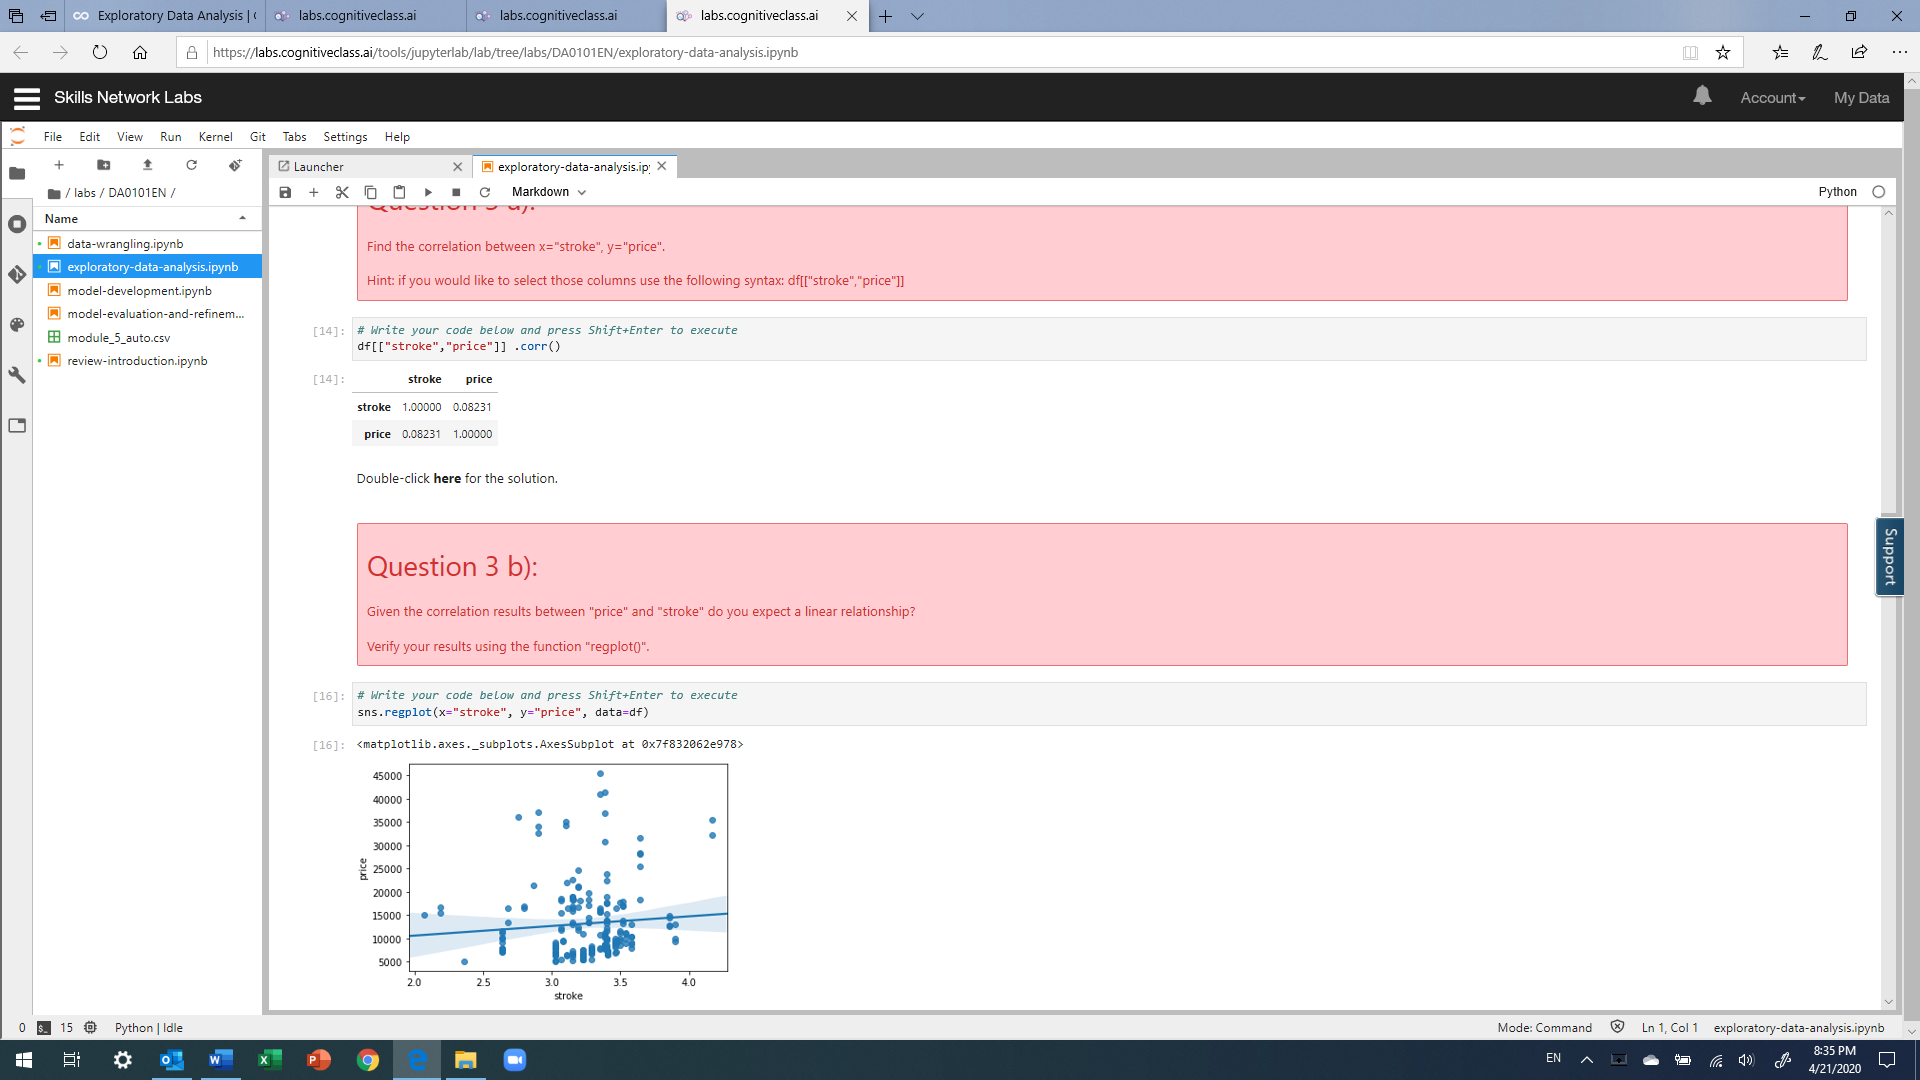 Exploratory Data Analysis | (
labs.cognitiveclass.ai
labs.cognitiveclass.ai
labs.cognitiveclass.ai
https://labs.cognitiveclass.ai/tools/jupyterlab/lab/tree/labs/DA0101EN/exploratory-data-analysis.ipynb
Skills Network Labs
Account
My Data
File Edit View Run Kernel Git Tabs Settings Help
Launcher
exploratory-data-analysis.ip
/ labs / DA0101EN /
Markdown
Python
Name
data-wrangling.ipynb
exploratory-data-analysis.ipynb
model-development.ipynb
model-evaluation-and-refinem...
module_5_auto.csv
review-introduction.ipynb
Question 3 a):
Find the correlation between x="stroke", y="price".
Hint: if you would like to select those columns use the following syntax: df[["stroke","price"]]
[14]:
# Write your code below and press Shift+Enter to execute
df[["stroke","price"]] .corr()
[14]:
stroke price
stroke 1.00000 0.08231
price 0.08231 1.00000
Double-click here for the solution.
Question 3 b):
Given the correlation results between "price" and "stroke" do you expect a linear relationship?
Verify your results using the function "regplot()".
[16]:
# Write your code below and press Shift+Enter to execute
sns.regplot(x="stroke", y="price", data=df)
[16]:
<matplotlib.axes._subplots.AxesSubplot at 0x7f832062e978>
45000
40000
35000
30000
25000
20000
15000
10000
5000
price
2.0 2.5 3.0 3.5 4.0
stroke
Support
0
15
Python | Idle
Mode: Command
Ln 1, Col 1
exploratory-data-analysis.ipynb
EN
8:35 PM
4/21/2020